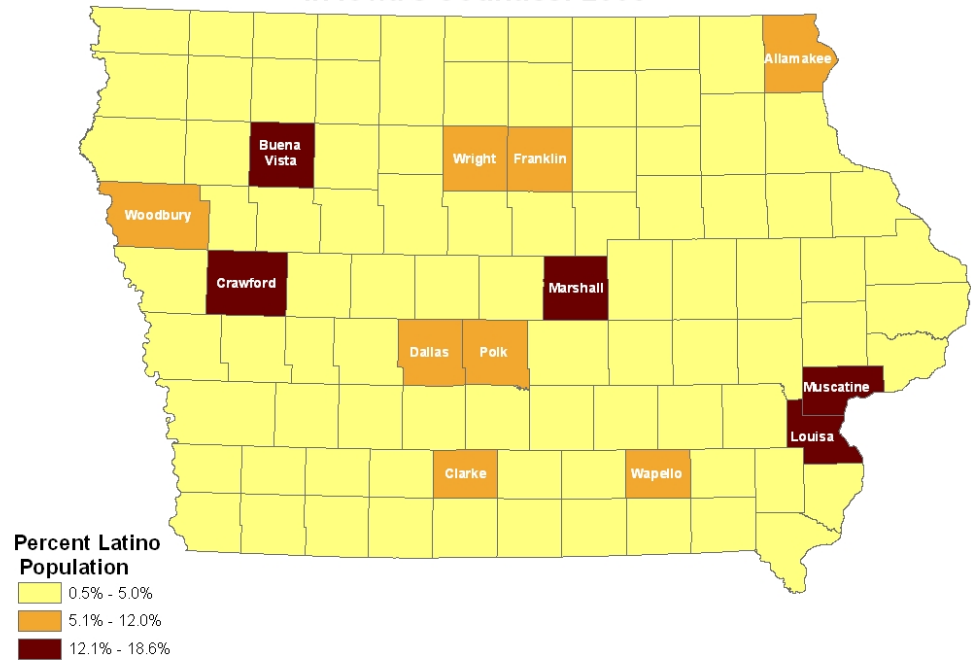 Allamakee
Buena
Vista
Wright
Franklin
Woodbury
Crawford
Marshall
Dallas
Polk
Muscatine
Louisa
Clarke
Wapello
Percent Latino
Population
0.5% - 5.0%
5.1% - 12.0%
12.1% - 18.6%